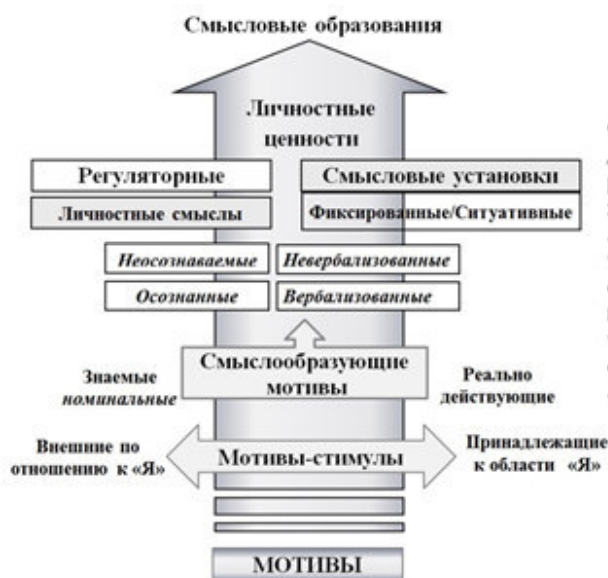 Смысловые образования
Личностные
ценности
Регуляторные
Смысловые установки
Личностные смыслы
Фиксированные/Ситуативные
Неосознаваемые
Невербализованные
Осознанные
Вербализованные
Смыслообразующие
мотивы
Знаемые
номинальные
Реально
действующие
Внешние по
отношению к «Я»
Мотивы-стимулы
Принадлежащие
к области «Я»
МОТИВЫ